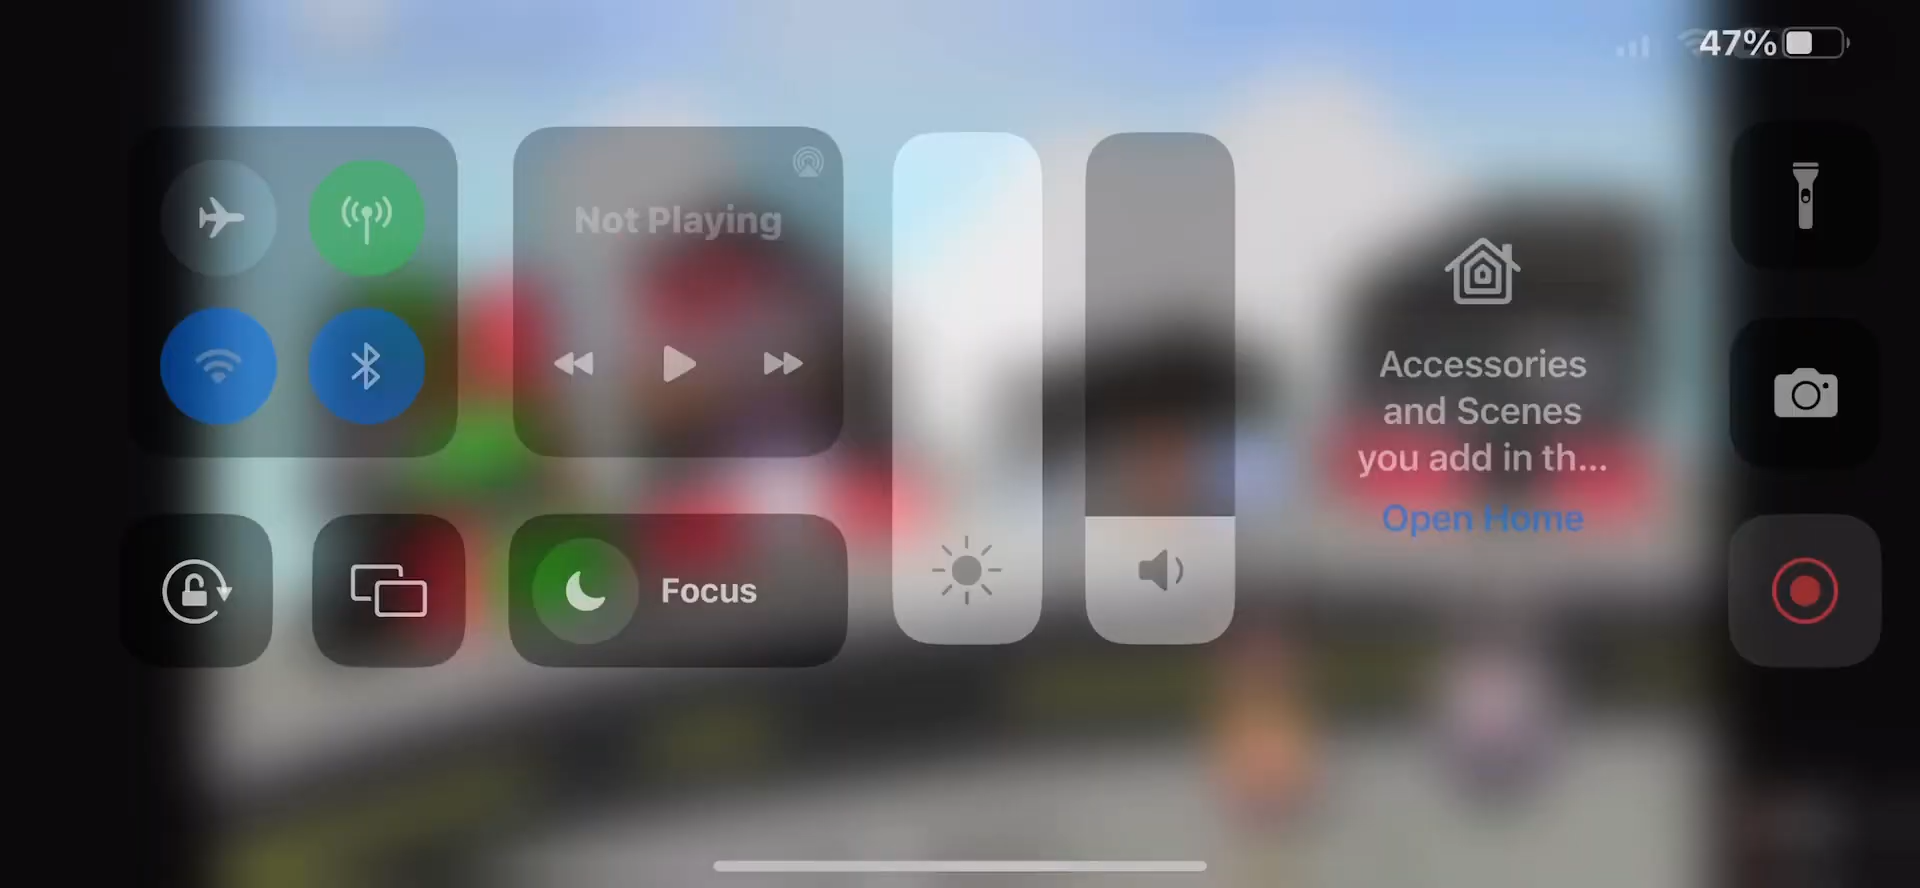 47%
Not Playing
Accessories
and Scenes
you add in th...
Open Home
Focus